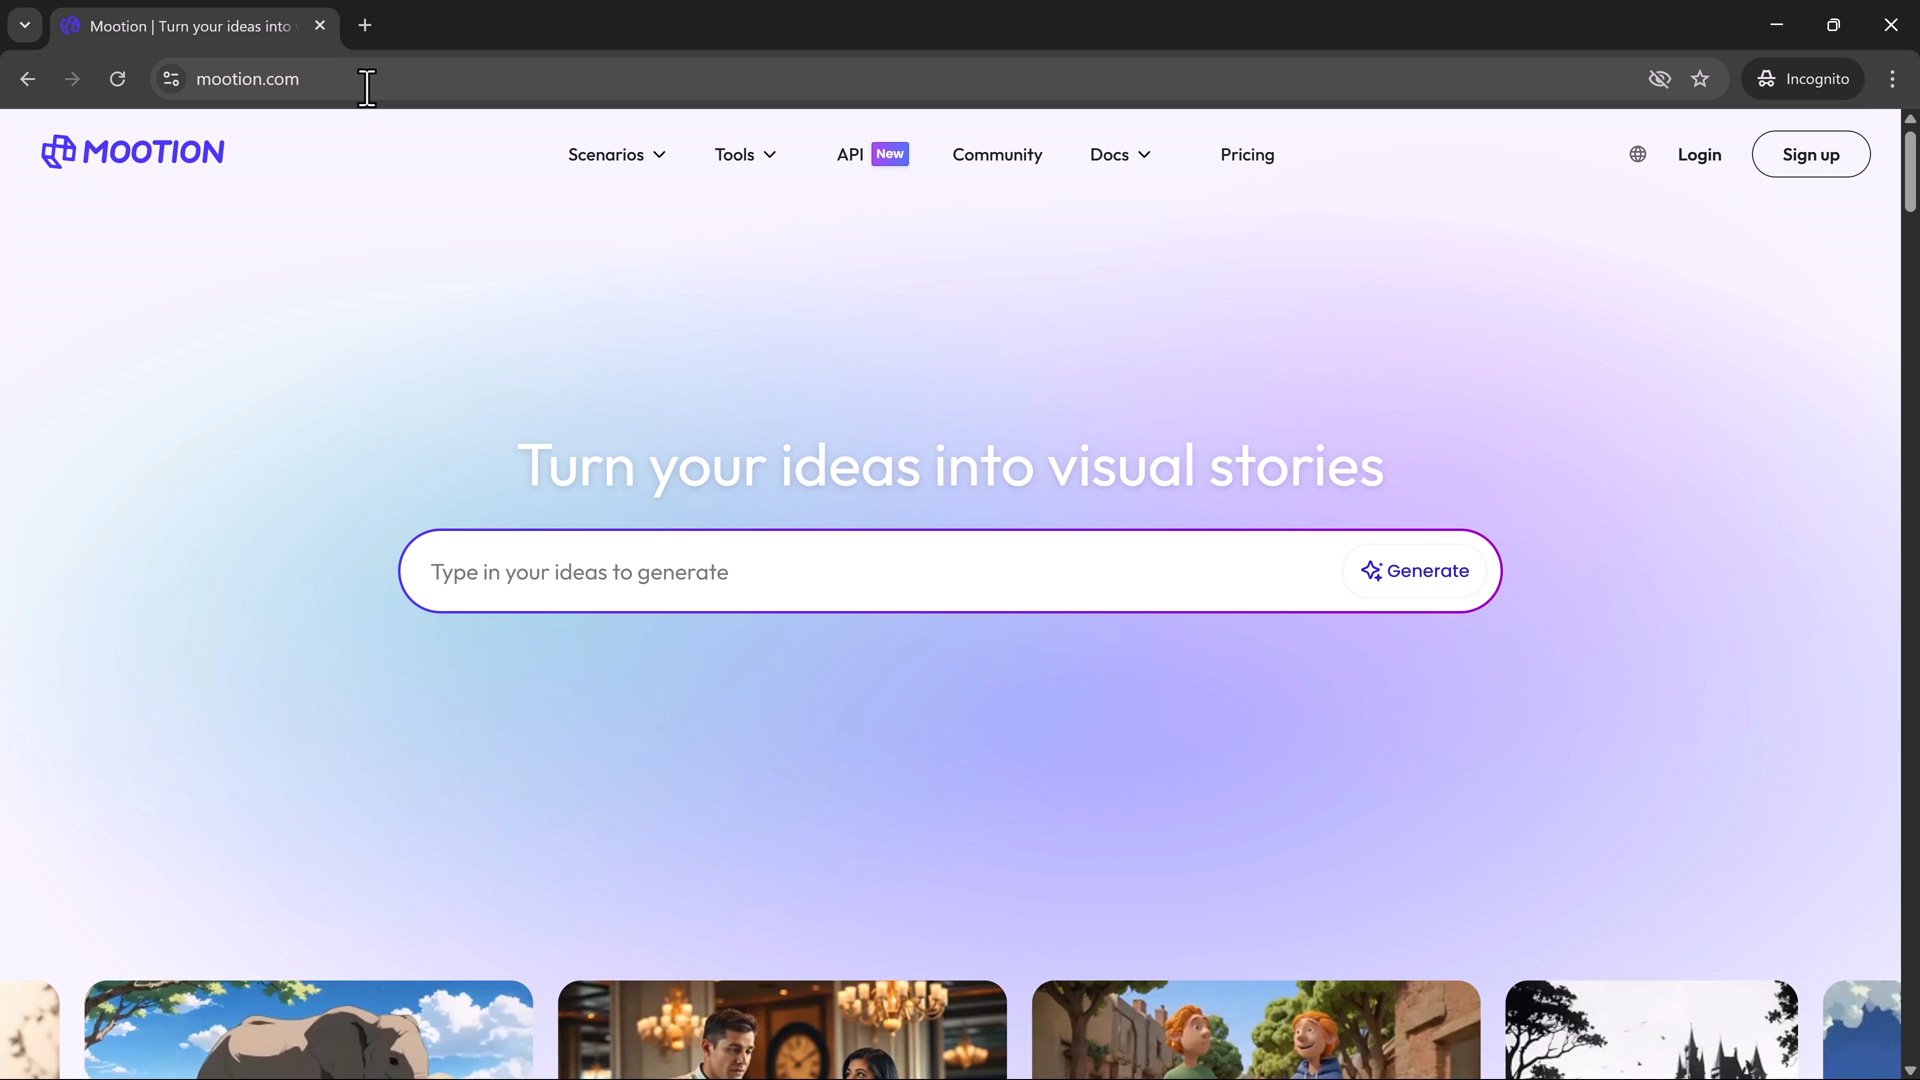 Mootion | Turn your ideas into
mootion.com
Incognito
MOOTION
Scenarios
Tools
API New
Community
Docs
Pricing
Login
Sign up
Turn your ideas into visual stories
Type in your ideas to generate
Generate